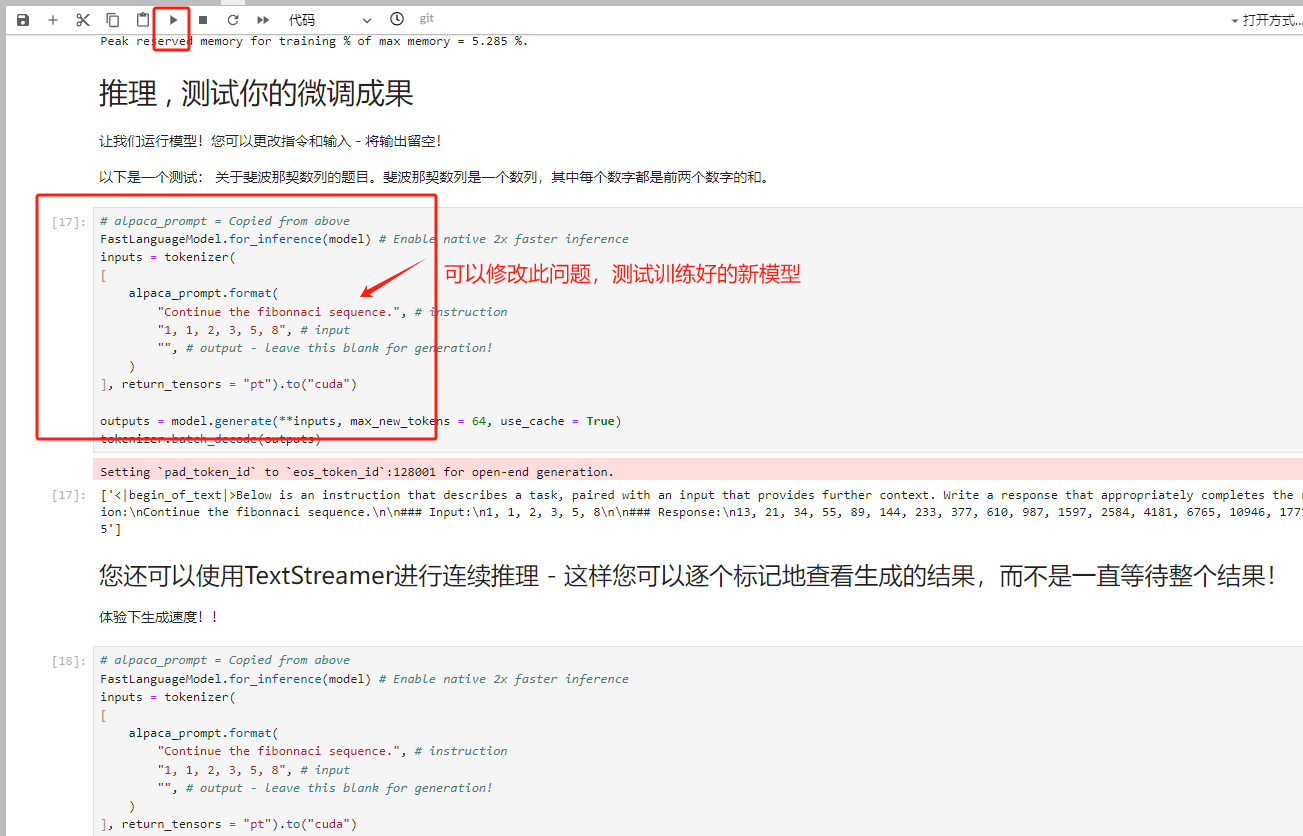 代码
git
打开方式...
Peak reserved memory for training % of max memory = 5.285 %.
推理，测试你的微调成果
让我们运行模型！您可以更改指令和输入 - 将输出留空！
以下是一个测试： 关于斐波那契数列的题目。斐波那契数列是一个数列，其中每个数字都是前两个数字的和。
[17]:
# alpaca_prompt = Copied from above
FastLanguageModel.for_inference(model) # Enable native 2x faster inference
inputs = tokenizer(
[
    alpaca_prompt.format(
        "Continue the fibonnaci sequence.", # instruction
        "1, 1, 2, 3, 5, 8", # input
        "", # output - leave this blank for generation!
    )
], return_tensors = "pt").to("cuda")
可以修改此问题，测试训练好的新模型
outputs = model.generate(**inputs, max_new_tokens = 64, use_cache = True)
tokenizer.batch_decode(outputs)
Setting `pad_token_id` to `eos_token_id`:128001 for open-end generation.
[17]:
['<|begin_of_text|>Below is an instruction that describes a task, paired with an input that provides further context. Write a response that appropriately completes the
ion:\nContinue the fibonnaci sequence.\n\n### Input:\n1, 1, 2, 3, 5, 8\n\n### Response:\n13, 21, 34, 55, 89, 144, 233, 377, 610, 987, 1597, 2584, 4181, 6765, 10946, 1771
5']
您还可以使用TextStreamer进行连续推理 - 这样您可以逐个标记地查看生成的结果，而不是一直等待整个结果！
体验下生成速度！！
[18]:
# alpaca_prompt = Copied from above
FastLanguageModel.for_inference(model) # Enable native 2x faster inference
inputs = tokenizer(
[
    alpaca_prompt.format(
        "Continue the fibonnaci sequence.", # instruction
        "1, 1, 2, 3, 5, 8", # input
        "", # output - leave this blank for generation!
    )
], return_tensors = "pt").to("cuda")